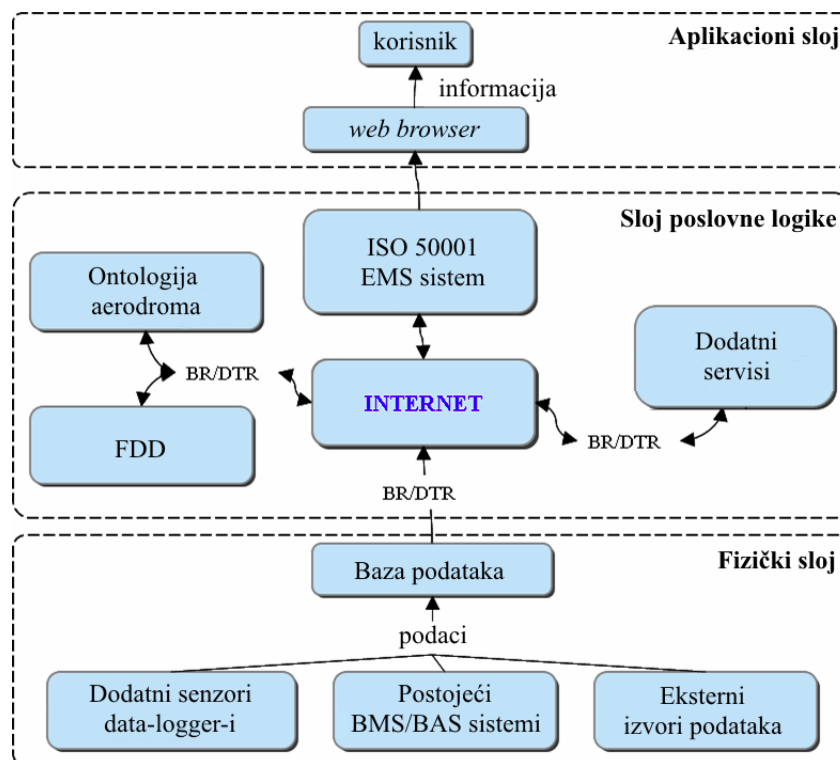 Aplikacioni sloj
korisnik
informacija
web browser
Sloj poslovne logike
ISO 50001
EMS sistem
Ontologija
aerodroma
Dodatni
servisi
BR/DTR
INTERNET
FDD
BR/DTR
BR/DTR
Fizički sloj
Baza podataka
podaci
Dodatni senzori
data-logger-i
Postojeći
BMS/BAS sistemi
Eksterni
izvori podataka